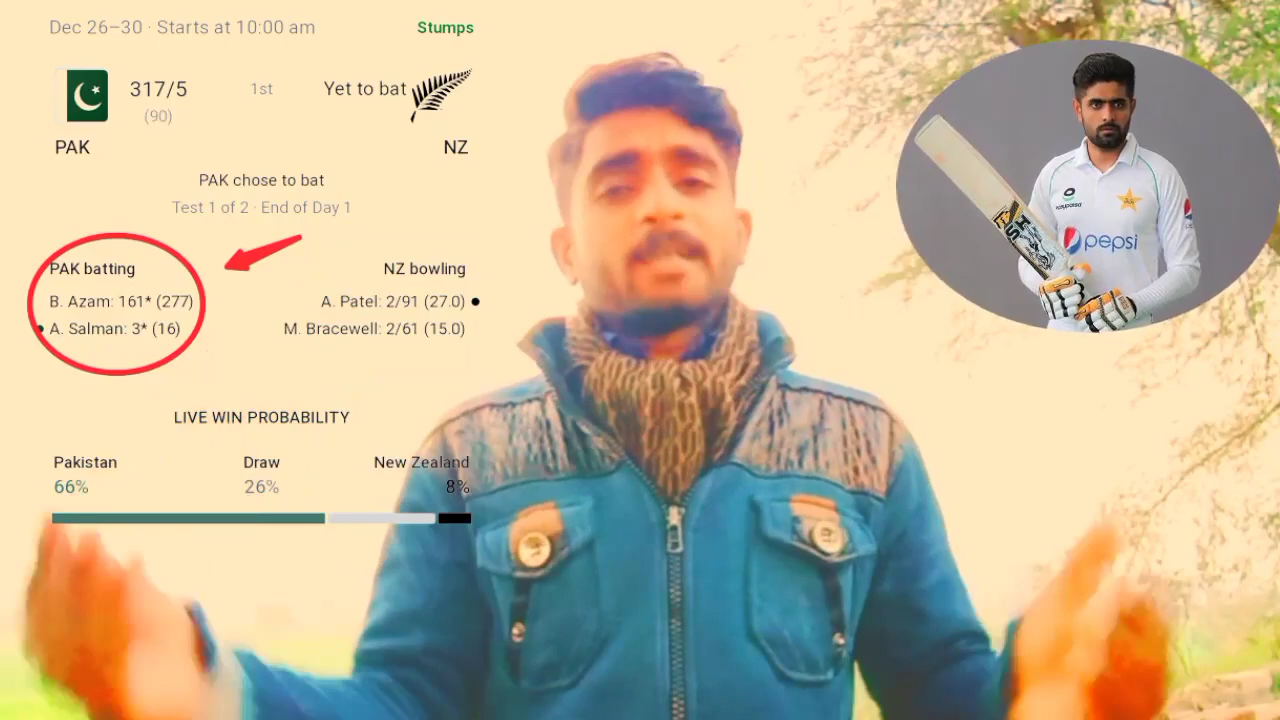 Dec 26–30 · Starts at 10:00 am
Stumps
317/5
1st
Yet to bat
(90)
PAK
NZ
PAK chose to bat
Test 1 of 2 · End of Day 1
PAK batting
NZ bowling
B. Azam: 161* (277)
A. Patel: 2/91 (27.0)
A. Salman: 3* (16)
M. Bracewell: 2/61 (15.0)
LIVE WIN PROBABILITY
Pakistan
Draw
New Zealand
66%
26%
8%
pepsi